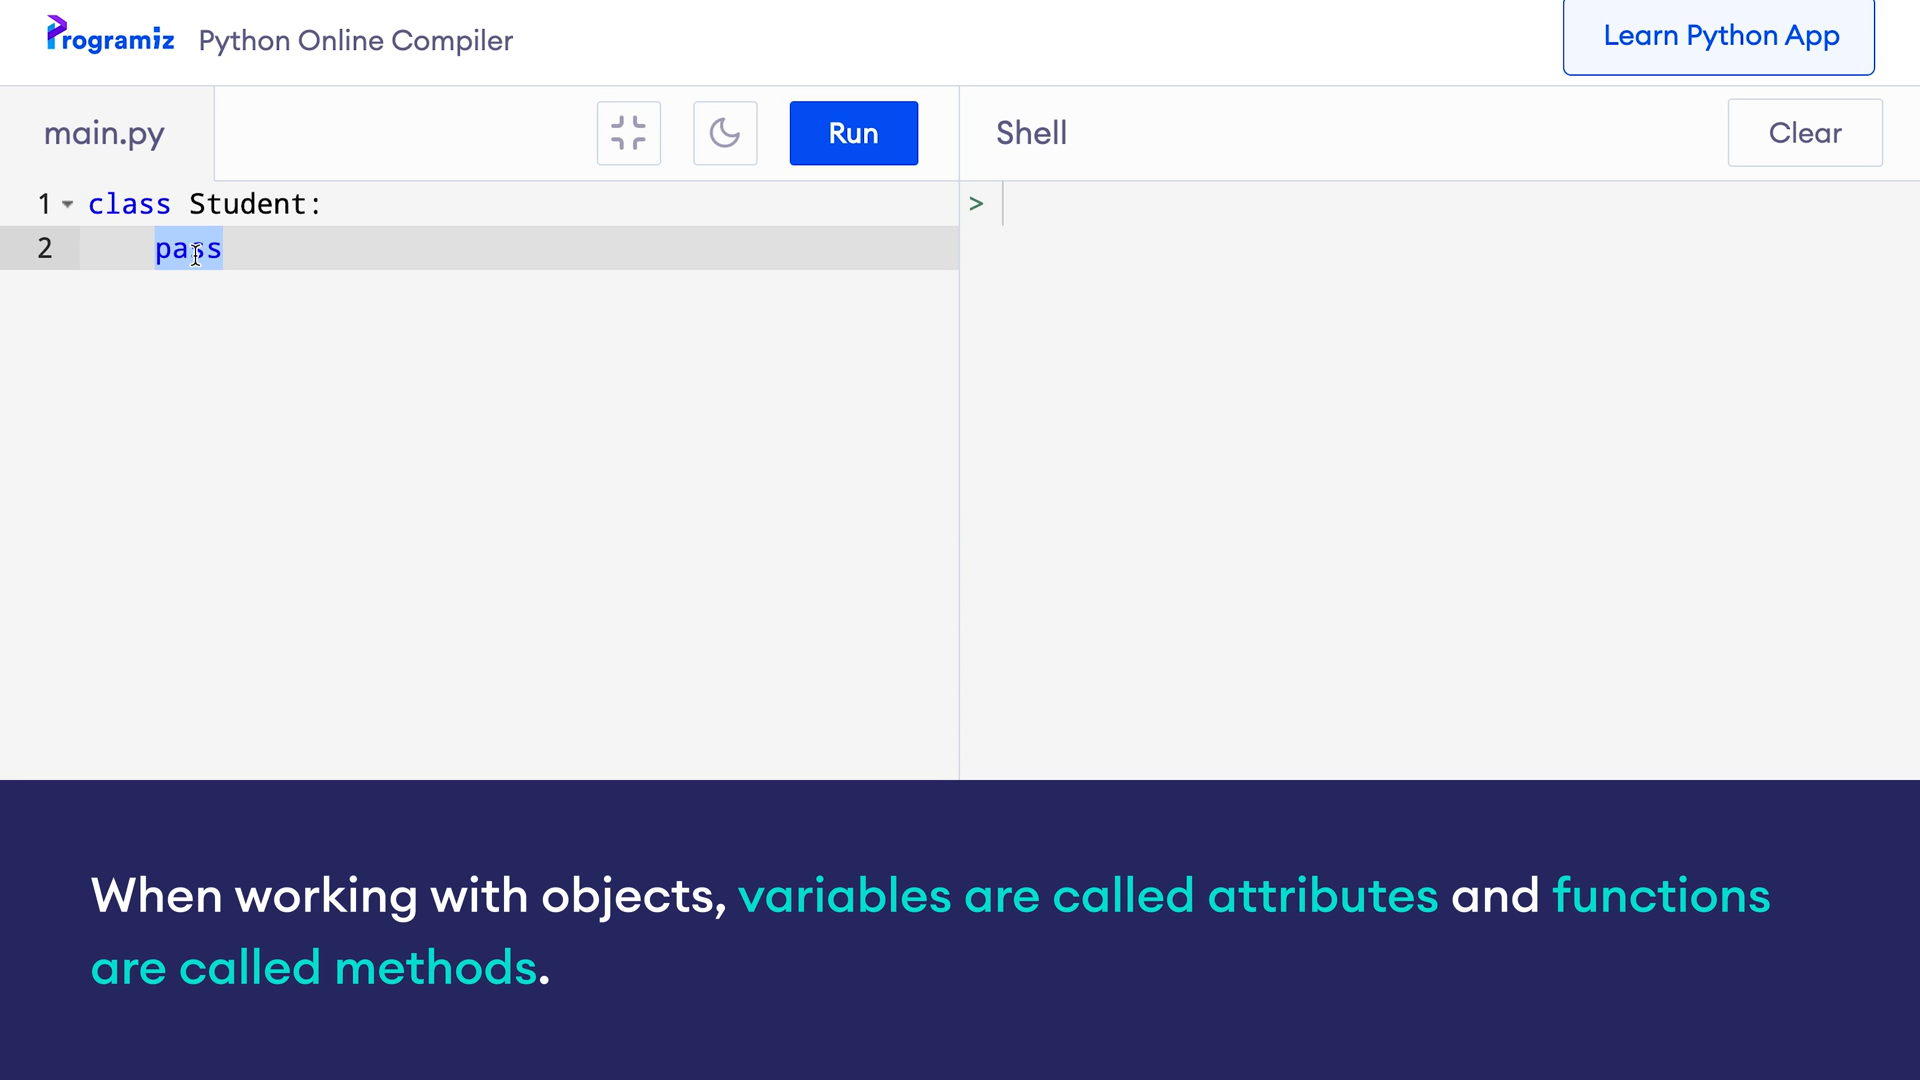 Programiz Python Online Compiler
Learn Python App
main.py
Run
Shell
Clear
1 class Student:
2     pass
>
When working with objects, variables are called attributes and functions
are called methods.